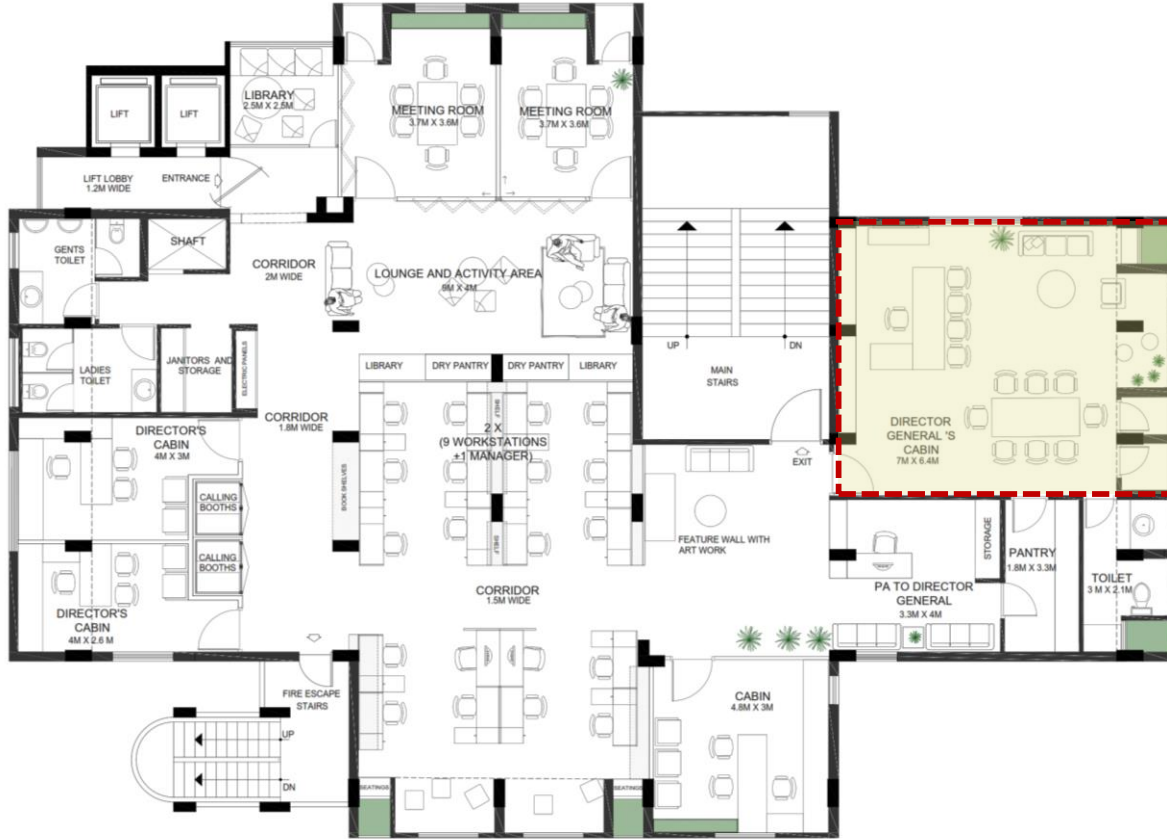 LIFT
LIFT
LIBRARY
2.5M X 2.5M
MEETING ROOM
3.7M X 3.6M
MEETING ROOM
3.7M X 3.6M
LIFT LOBBY
1.2M WIDE
ENTRANCE
GENTS
TOILET
SHAFT
CORRIDOR
2M WIDE
LOUNGE AND ACTIVITY AREA
9M X 4M
UP
DN
MAIN
STAIRS
LADIES
TOILET
JANITORS AND
STORAGE
ELECTRIC PANELS
LIBRARY
DRY PANTRY
DRY PANTRY
LIBRARY
CORRIDOR
1.8M WIDE
SHELF
2 X
(9 WORKSTATIONS
+1 MANAGER)
SHELF
BOOK SHELVES
DIRECTOR'S
CABIN
4M X 3M
CALLING
BOOTHS
CALLING
BOOTHS
DIRECTOR'S
CABIN
4M X 2.6 M
EXIT
FEATURE WALL WITH
ART WORK
DIRECTOR
GENERAL 'S
CABIN
7M X 6.4M
STORAGE
PANTRY
1.8M X 3.3M
TOILET
3 M X 2.1M
PA TO DIRECTOR
GENERAL
3.3M X 4M
CORRIDOR
1.5M WIDE
FIRE ESCAPE
STAIRS
UP
DN
CABIN
4.8M X 3M
SEATINGS
SEATINGS